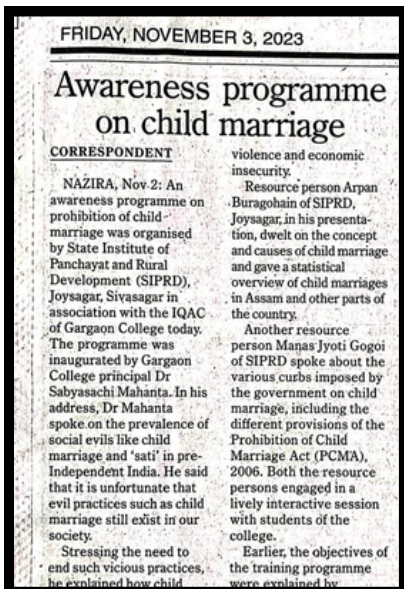 FRIDAY, NOVEMBER 3, 2023
Awareness programme
on child marriage
CORRESPONDENT
NAZIRA, Nov 2: An
awareness programme on
prohibition of child
marriage was organised
by State Institute of
Panchayat and Rural
Development (SIPRD),
Joysagar, Sivasagar in
association with the IQAC
of Gargaon College today.
The programme was
inaugurated by Gargaon
College principal Dr
Sabyasachi Mahanta. In his
address, Dr Mahanta
spoke on the prevalence of
social evils like child
marriage and ‘sati’ in pre-
Independent India. He said
that it is unfortunate that
evil practices such as child
marriage still exist in our
society.
Stressing the need to
end such vicious practices,
he explained how child
violence and economic
insecurity.
Resource person Arpan
Buragohain of SIPRD,
Joysagar, in his presenta-
tion, dwelt on the concept
and causes of child marriage
and gave a statistical
overview of child marriages
in Assam and other parts of
the country.
Another resource
person Manas Jyoti Gogoi
of SIPRD spoke about the
various curbs imposed by
the government on child
marriage, including the
different provisions of the
Prohibition of Child
Marriage Act (PCMA),
2006. Both the resource
persons engaged in a
lively interactive session
with students of the
college.
Earlier, the objectives of
the training programme
were explained by